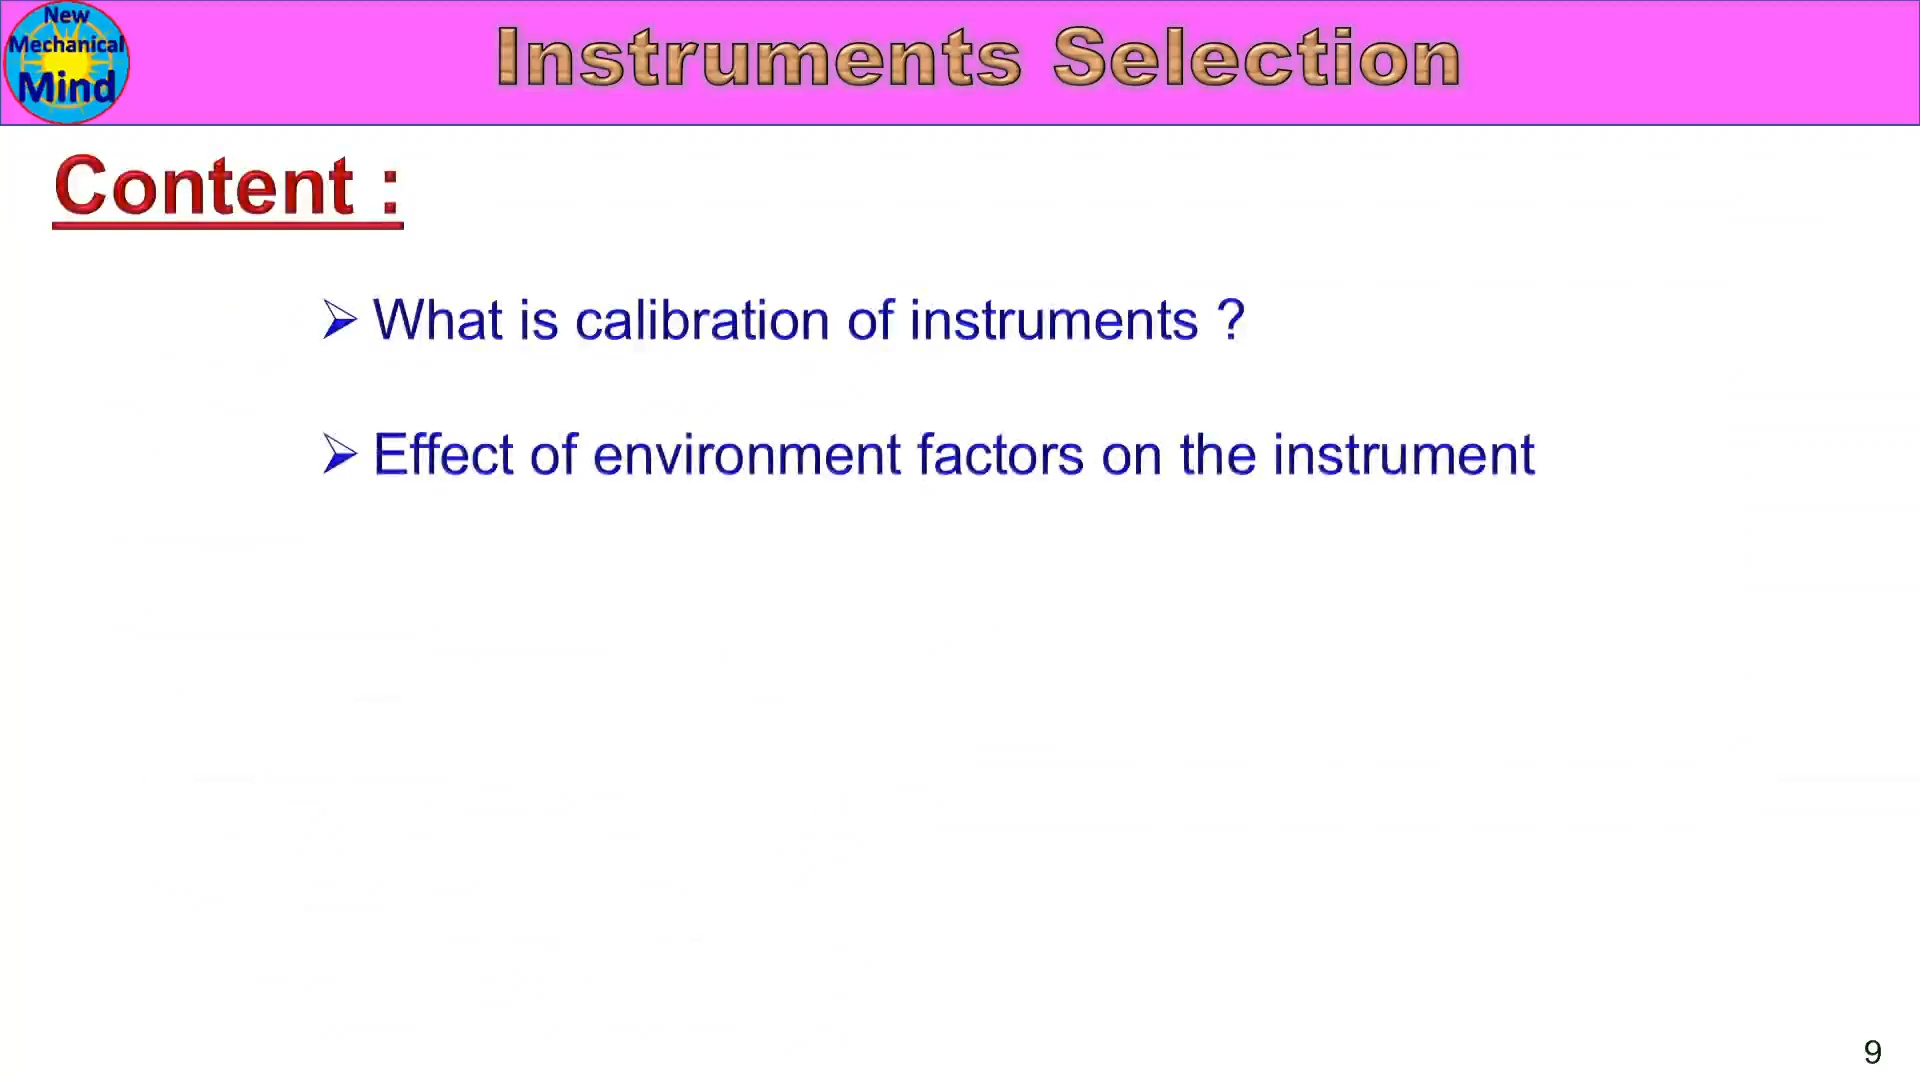 New
Mechanical
Mind
Instruments Selection
Content :
➢ What is calibration of instruments ?
➢ Effect of environment factors on the instrument
9